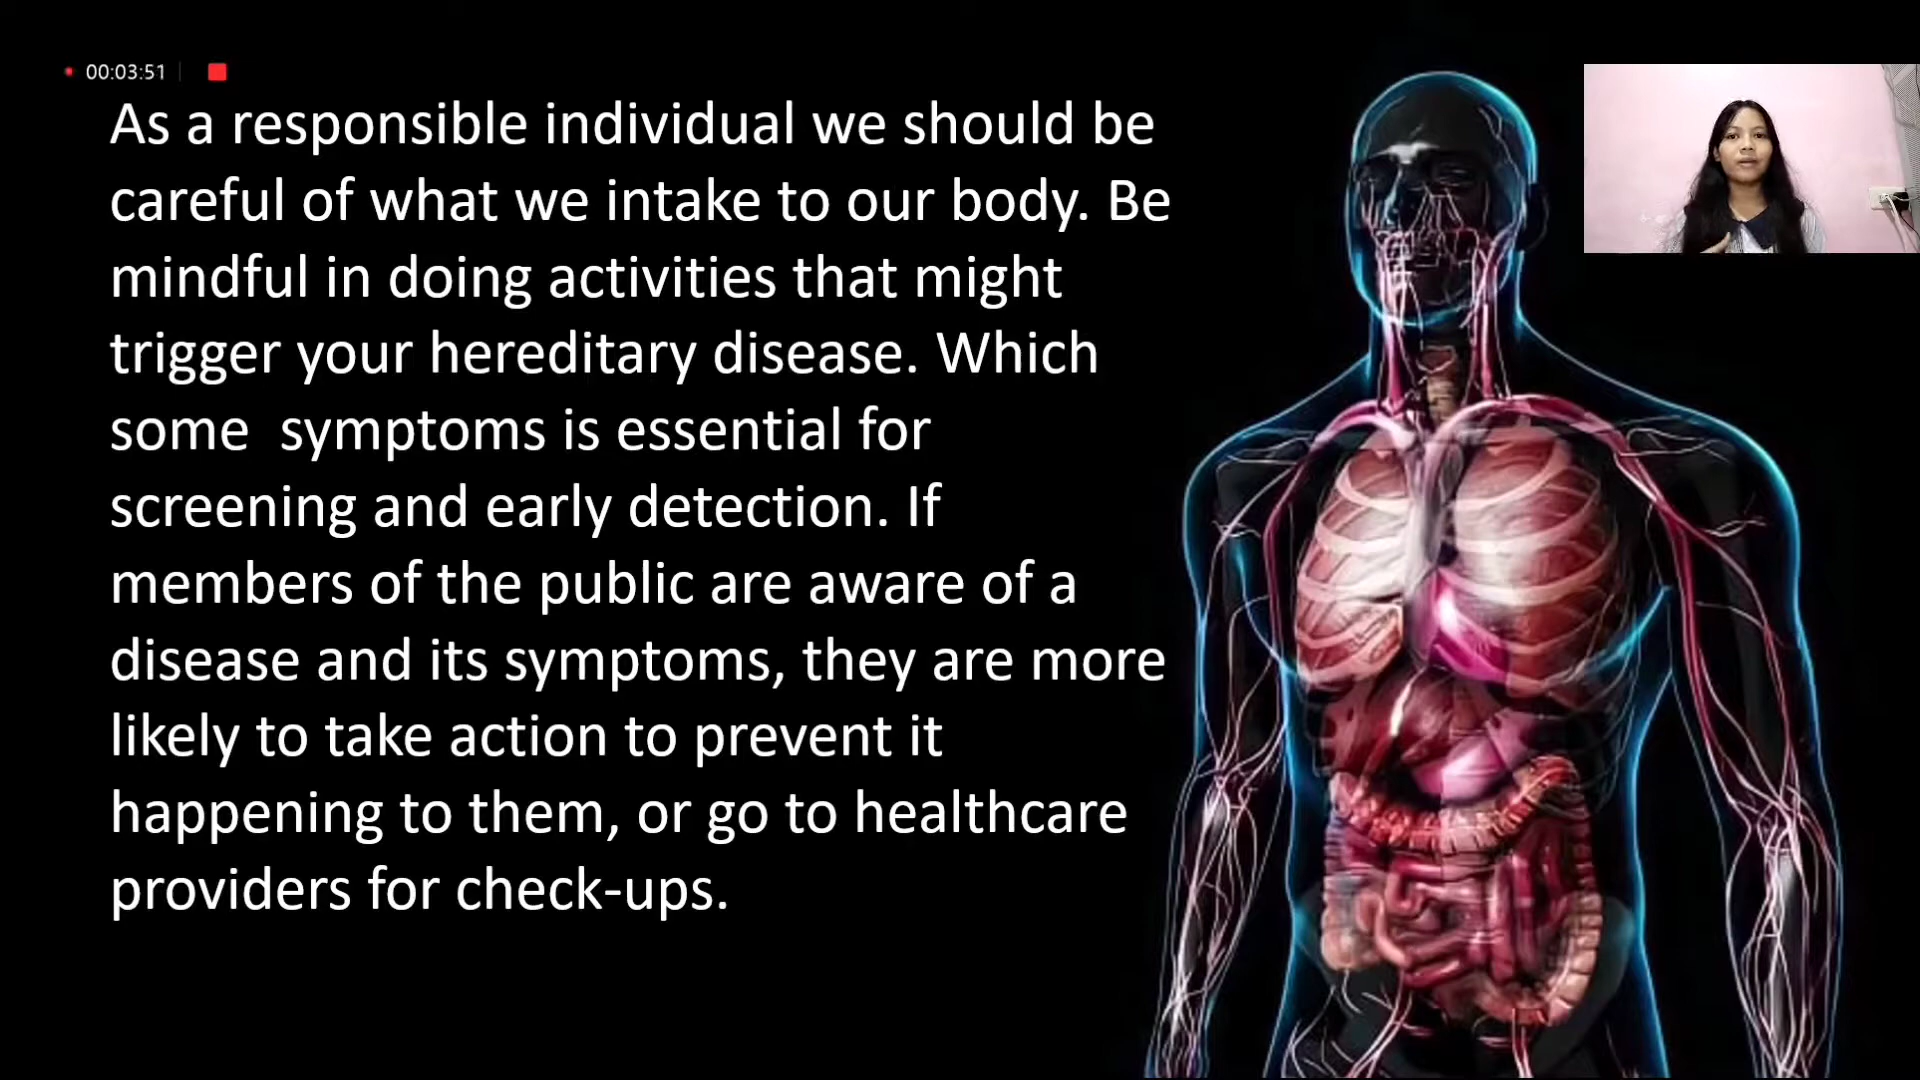 00:03:51
As a responsible individual we should be
careful of what we intake to our body. Be
mindful in doing activities that might
trigger your hereditary disease. Which
some  symptoms is essential for
screening and early detection. If
members of the public are aware of a
disease and its symptoms, they are more
likely to take action to prevent it
happening to them, or go to healthcare
providers for check-ups.